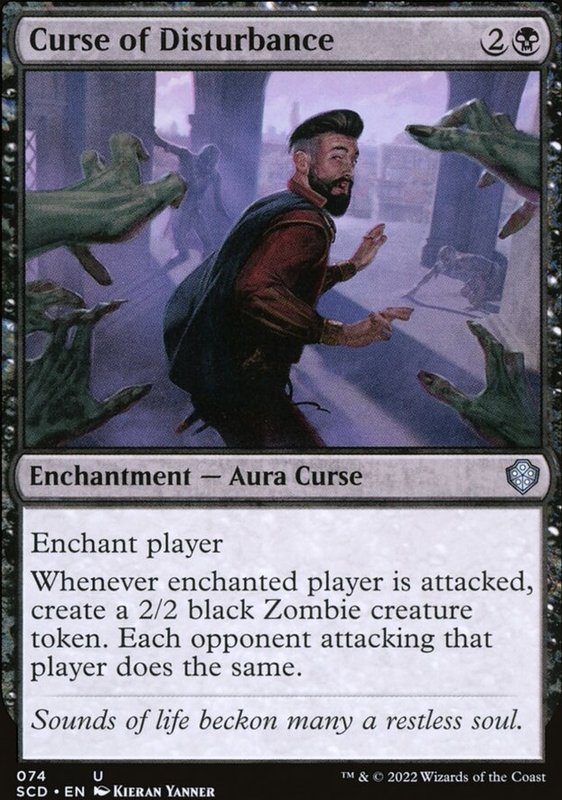 Curse of Disturbance 2
Enchantment — Aura Curse
Enchant player
Whenever enchanted player is attacked,
create a 2/2 black Zombie creature
token. Each opponent attacking that
player does the same.
Sounds of life beckon many a restless soul.
074 U
SCD • EN KIERAN YANNER
™ & © 2022 Wizards of the Coast